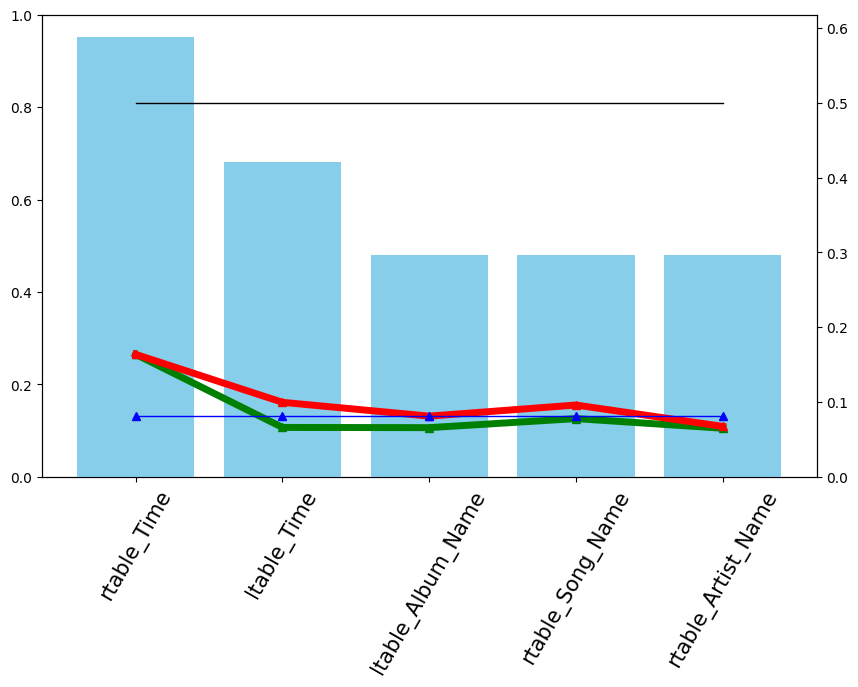 1.0
0.8
0.6
0.4
0.2
0.0
0.6
0.5
0.4
0.3
0.2
0.1
0.0
rtable_Time
ltable_Time
ltable_Album_Name
rtable_Song_Name
rtable_Artist_Name